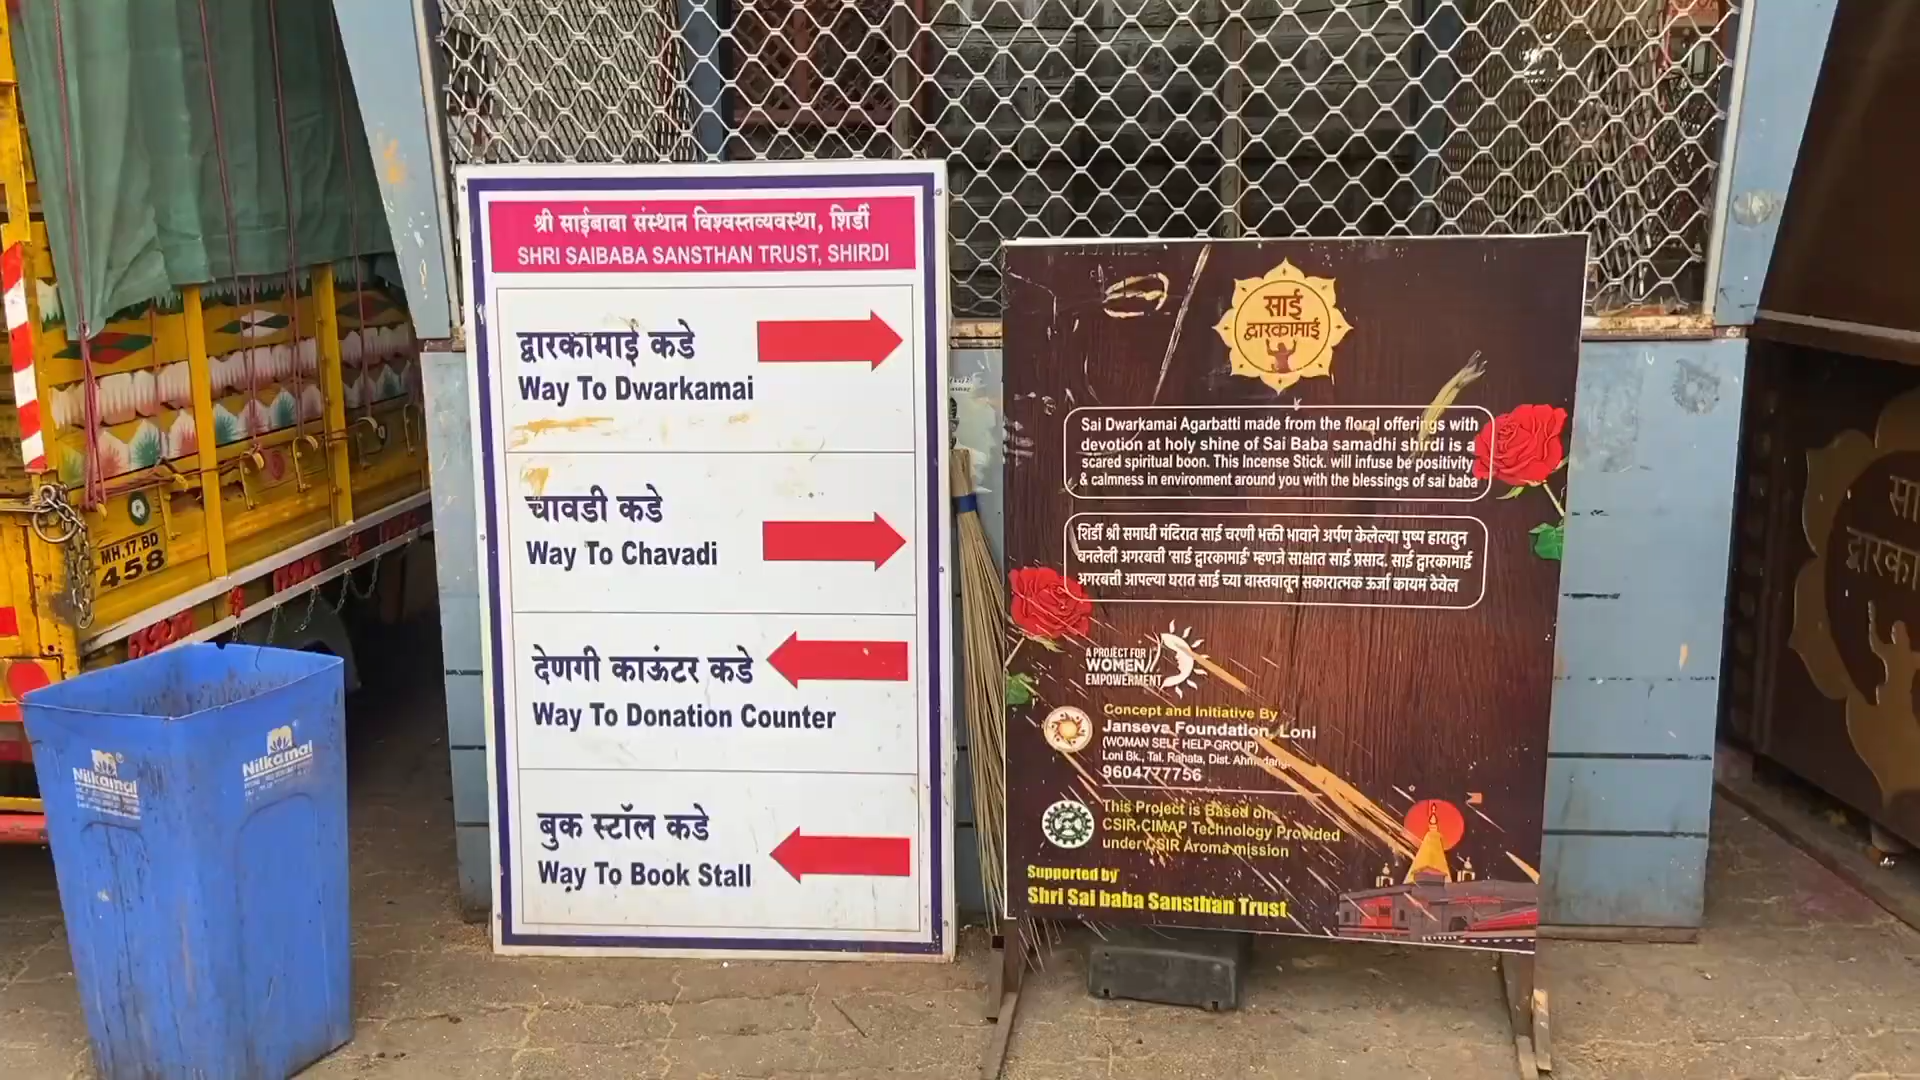 श्री साईबाबा संस्थान विश्वस्तव्यवस्था, शिर्डी
SHRI SAIBABA SANSTHAN TRUST, SHIRDI
द्वारकामाई कडे
Way To Dwarkamai
चावडी कडे
Way To Chavadi
देणगी काऊंटर कडे
Way To Donation Counter
बुक स्टॉल कडे
Way To Book Stall
साई
द्वारकामाई
Sai Dwarkamai Agarbatti made from the floral offerings with
devotion at holy shine of Sai Baba samadhi shirdi is a
scared spiritual boon. This Incense Stick. will infuse be positivity
& calmness in environment around you with the blessings of sai baba
शिर्डी श्री समाधी मंदिरात साई चरणी भक्ती भावाने अर्पण केलेल्या पुष्प हारातुन
बनलेली अगरबत्ती 'साई द्वारकामाई' म्हणजे साक्षात साई प्रसाद. साई द्वारकामाई
अगरबत्ती आपल्या घरात साई च्या वास्तवातून सकारात्मक ऊर्जा कायम ठेवेल
A PROJECT FOR
WOMEN
EMPOWERMENT
Concept and Initiative By
Janseva Foundation, Loni
(WOMAN SELF HELP GROUP)
Loni Bk., Tal. Rahata, Dist.
9604777756
This Project is Based on
CSIR,CIMAP Technology Provided
under CSIR Aroma mission
Supported by
Shri Sai baba Sansthan Trust
MH.17.BD
458
Nilkamal
Nilkamal